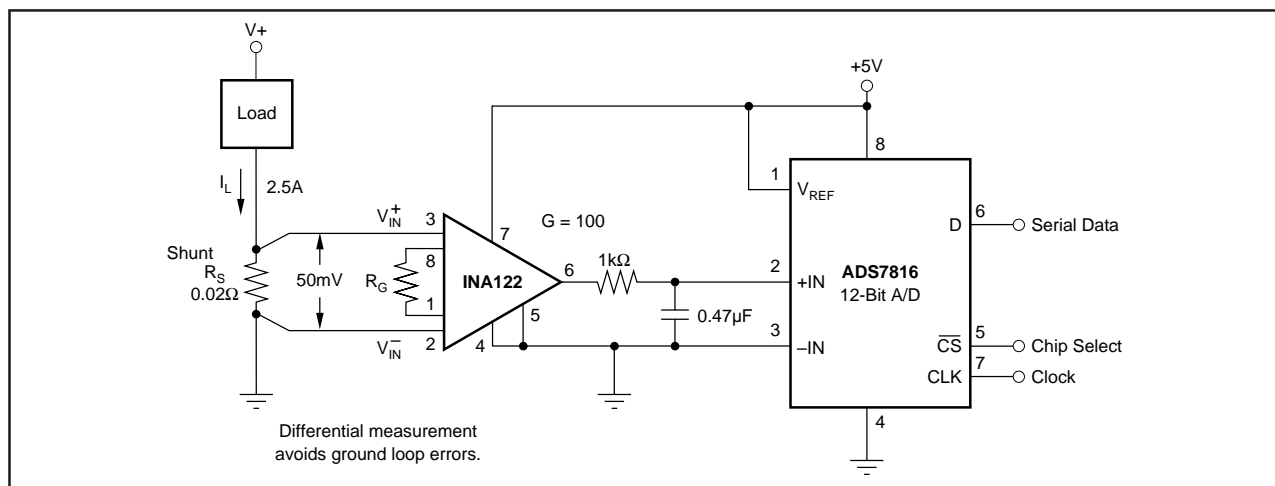 V+
Load
I_L
2.5A
Shunt
R_S
0.02Ω
50mV
V_IN^+
V_IN^–
3
8
R_G
1
2
INA122
7
G = 100
6
5
4
1kΩ
0.47µF
+5V
8
1
V_REF
2
+IN
3
–IN
ADS7816
12-Bit A/D
D
6
Serial Data
C̅S̅
5
Chip Select
CLK
7
Clock
4
Differential measurement
avoids ground loop errors.